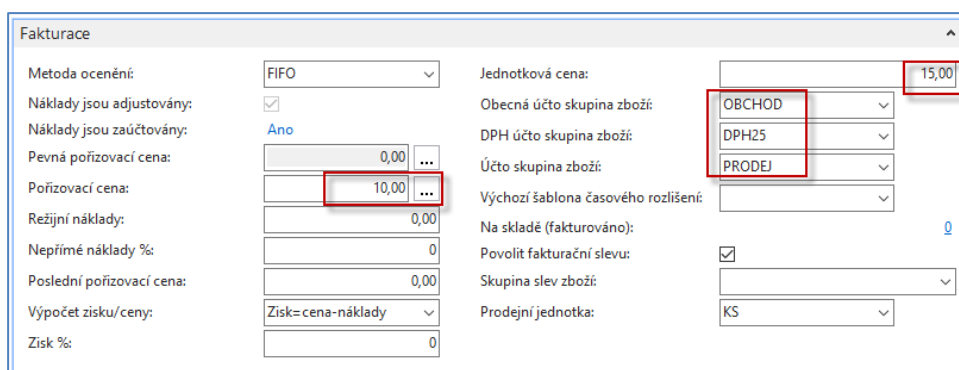 Fakturace
Metoda ocenění: FIFO
Náklady jsou adjustovány:
Náklady jsou zaúčtovány: Ano
Pevná pořizovací cena: 0,00 ...
Pořizovací cena: 10,00 ...
Režijní náklady: 0,00
Nepřímé náklady %: 0
Poslední pořizovací cena: 0,00
Výpočet zisku/ceny: Zisk=cena-náklady
Zisk %: 0
Jednotková cena: 15,00
Obecná účto skupina zboží: OBCHOD
DPH účto skupina zboží: DPH25
Účto skupina zboží: PRODEJ
Výchozí šablona časového rozlišení:
Na skladě (fakturováno): 0
Povolit fakturační slevu:
Skupina slev zboží:
Prodejní jednotka: KS